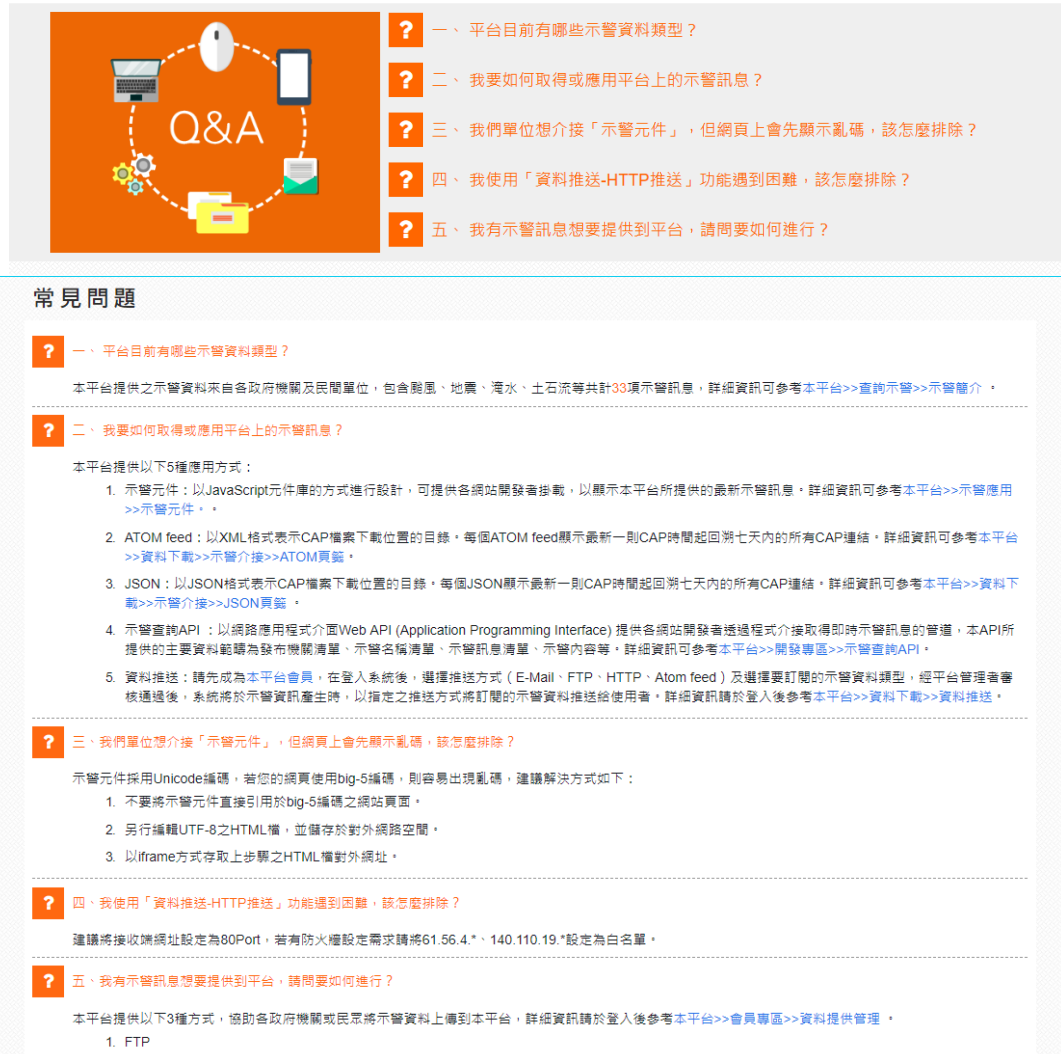 Q&A
一、 平台目前有哪些示警資料類型？
二、 我要如何取得或應用平台上的示警訊息？
三、 我們單位想介接「示警元件」，但網頁上會先顯示亂碼，該怎麼排除？
四、 我使用「資料推送-HTTP推送」功能遇到困難，該怎麼排除？
五、 我有示警訊息想要提供到平台，請問要如何進行？
常見問題
一、 平台目前有哪些示警資料類型？
本平台提供之示警資料來自各政府機關及民間單位，包含颱風、地震、淹水、土石流等共計33項示警訊息，詳細資訊可參考本平台>>查詢示警>>示警簡介 。
二、 我要如何取得或應用平台上的示警訊息？
本平台提供以下5種應用方式：
1. 示警元件：以JavaScript元件庫的方式進行設計，可提供各網站開發者掛載，以顯示本平台所提供的最新示警訊息。詳細資訊可參考本平台>>示警應用
>>示警元件。。
2. ATOM feed：以XML格式表示CAP檔案下載位置的目錄。每個ATOM feed顯示最新一則CAP時間起回溯七天內的所有CAP連結。詳細資訊可參考本平台
>>資料下載>>示警介接>>ATOM頁籤。
3. JSON：以JSON格式表示CAP檔案下載位置的目錄。每個JSON顯示最新一則CAP時間起回溯七天內的所有CAP連結。詳細資訊可參考本平台>>資料下
載>>示警介接>>JSON頁籤 。
4. 示警查詢API ：以網路應用程式介面Web API (Application Programming Interface) 提供各網站開發者透過程式介接取得即時示警訊息的管道，本API所
提供的主要資料範疇為發布機關清單、示警名稱清單、示警訊息清單、示警內容等。詳細資訊可參考本平台>>開發專區>>示警查詢API。
5. 資料推送：請先成為本平台會員，在登入系統後，選擇推送方式（E-Mail、FTP、HTTP、Atom feed）及選擇要訂閱的示警資料類型，經平台管理者審
核通過後，系統將於示警資訊產生時，以指定之推送方式將訂閱的示警資料推送給使用者。詳細資訊請於登入後參考本平台>>資料下載>>資料推送。
三、我們單位想介接「示警元件」，但網頁上會先顯示亂碼，該怎麼排除？
示警元件採用Unicode編碼，若您的網頁使用big-5編碼，則容易出現亂碼，建議解決方式如下：
1. 不要將示警元件直接引用於big-5編碼之網站頁面。
2. 另行編輯UTF-8之HTML檔，並儲存於對外網路空間。
3. 以iframe方式存取上步驟之HTML檔對外網址。
四、我使用「資料推送-HTTP推送」功能遇到困難，該怎麼排除？
建議將接收端網址設定為80Port，若有防火牆設定需求請將61.56.4.*、140.110.19.*設定為白名單。
五、我有示警訊息想要提供到平台，請問要如何進行？
本平台提供以下3種方式，協助各政府機關或民眾將示警資料上傳到本平台，詳細資訊請於登入後參考本平台>>會員專區>>資料提供管理 。
1. FTP